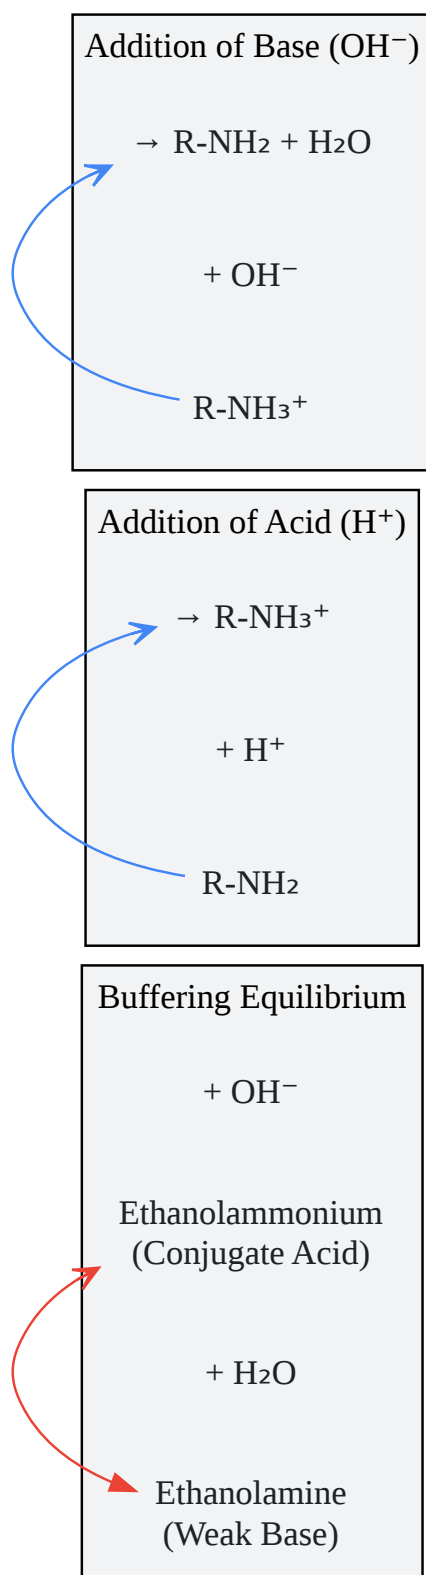 Addition of Base (OH⁻)
→ R-NH₂ + H₂O
+ OH⁻
R-NH₃⁺
Addition of Acid (H⁺)
→ R-NH₃⁺
+ H⁺
R-NH₂
Buffering Equilibrium
+ OH⁻
Ethanolammonium
(Conjugate Acid)
+ H₂O
Ethanolamine
(Weak Base)